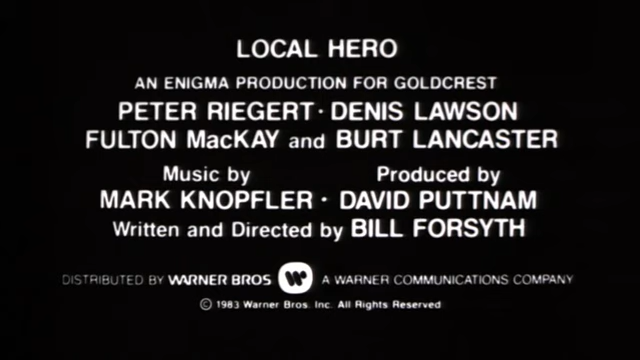 LOCAL HERO
AN ENIGMA PRODUCTION FOR GOLDCREST
PETER RIEGERT · DENIS LAWSON
FULTON MacKAY and BURT LANCASTER
Music by Produced by
MARK KNOPFLER · DAVID PUTTNAM
Written and Directed by BILL FORSYTH
DISTRIBUTED BY WARNER BROS A WARNER COMMUNICATIONS COMPANY
© 1983 Warner Bros. Inc. All Rights Reserved